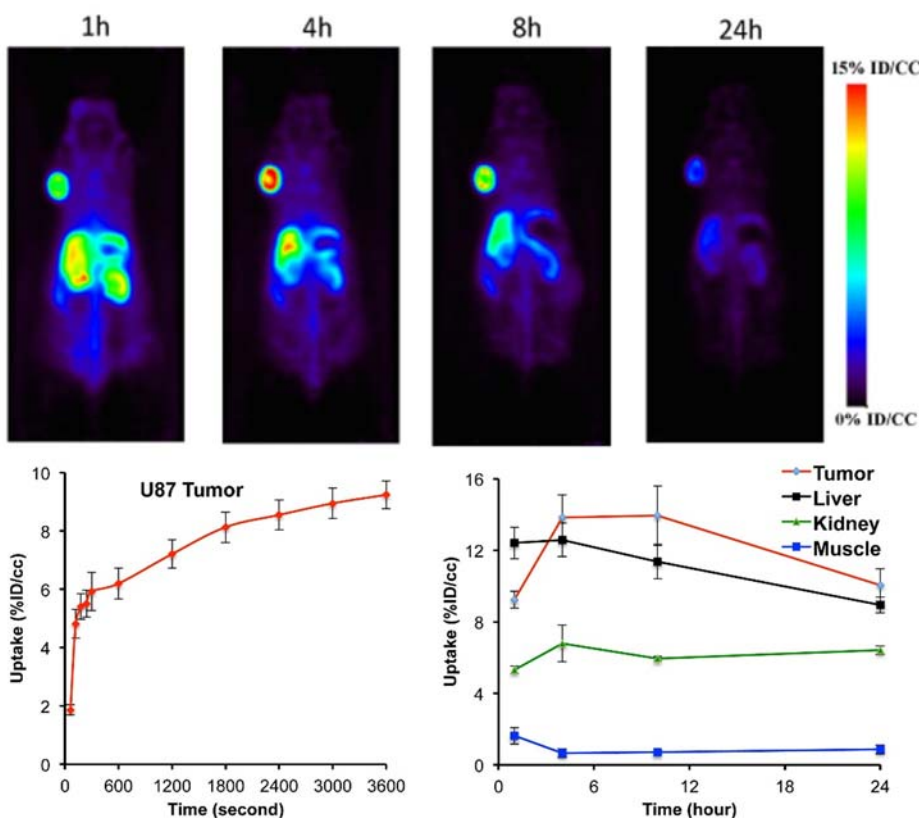 1h 4h 8h 24h
15% ID/CC
0% ID/CC
U87 Tumor
Uptake (%ID/cc)
10
8
6
4
2
0
0 600 1200 1800 2400 3000 3600
Time (second)
Tumor
Liver
Kidney
Muscle
Uptake (%ID/cc)
16
12
8
4
0
0 6 12 18 24
Time (hour)